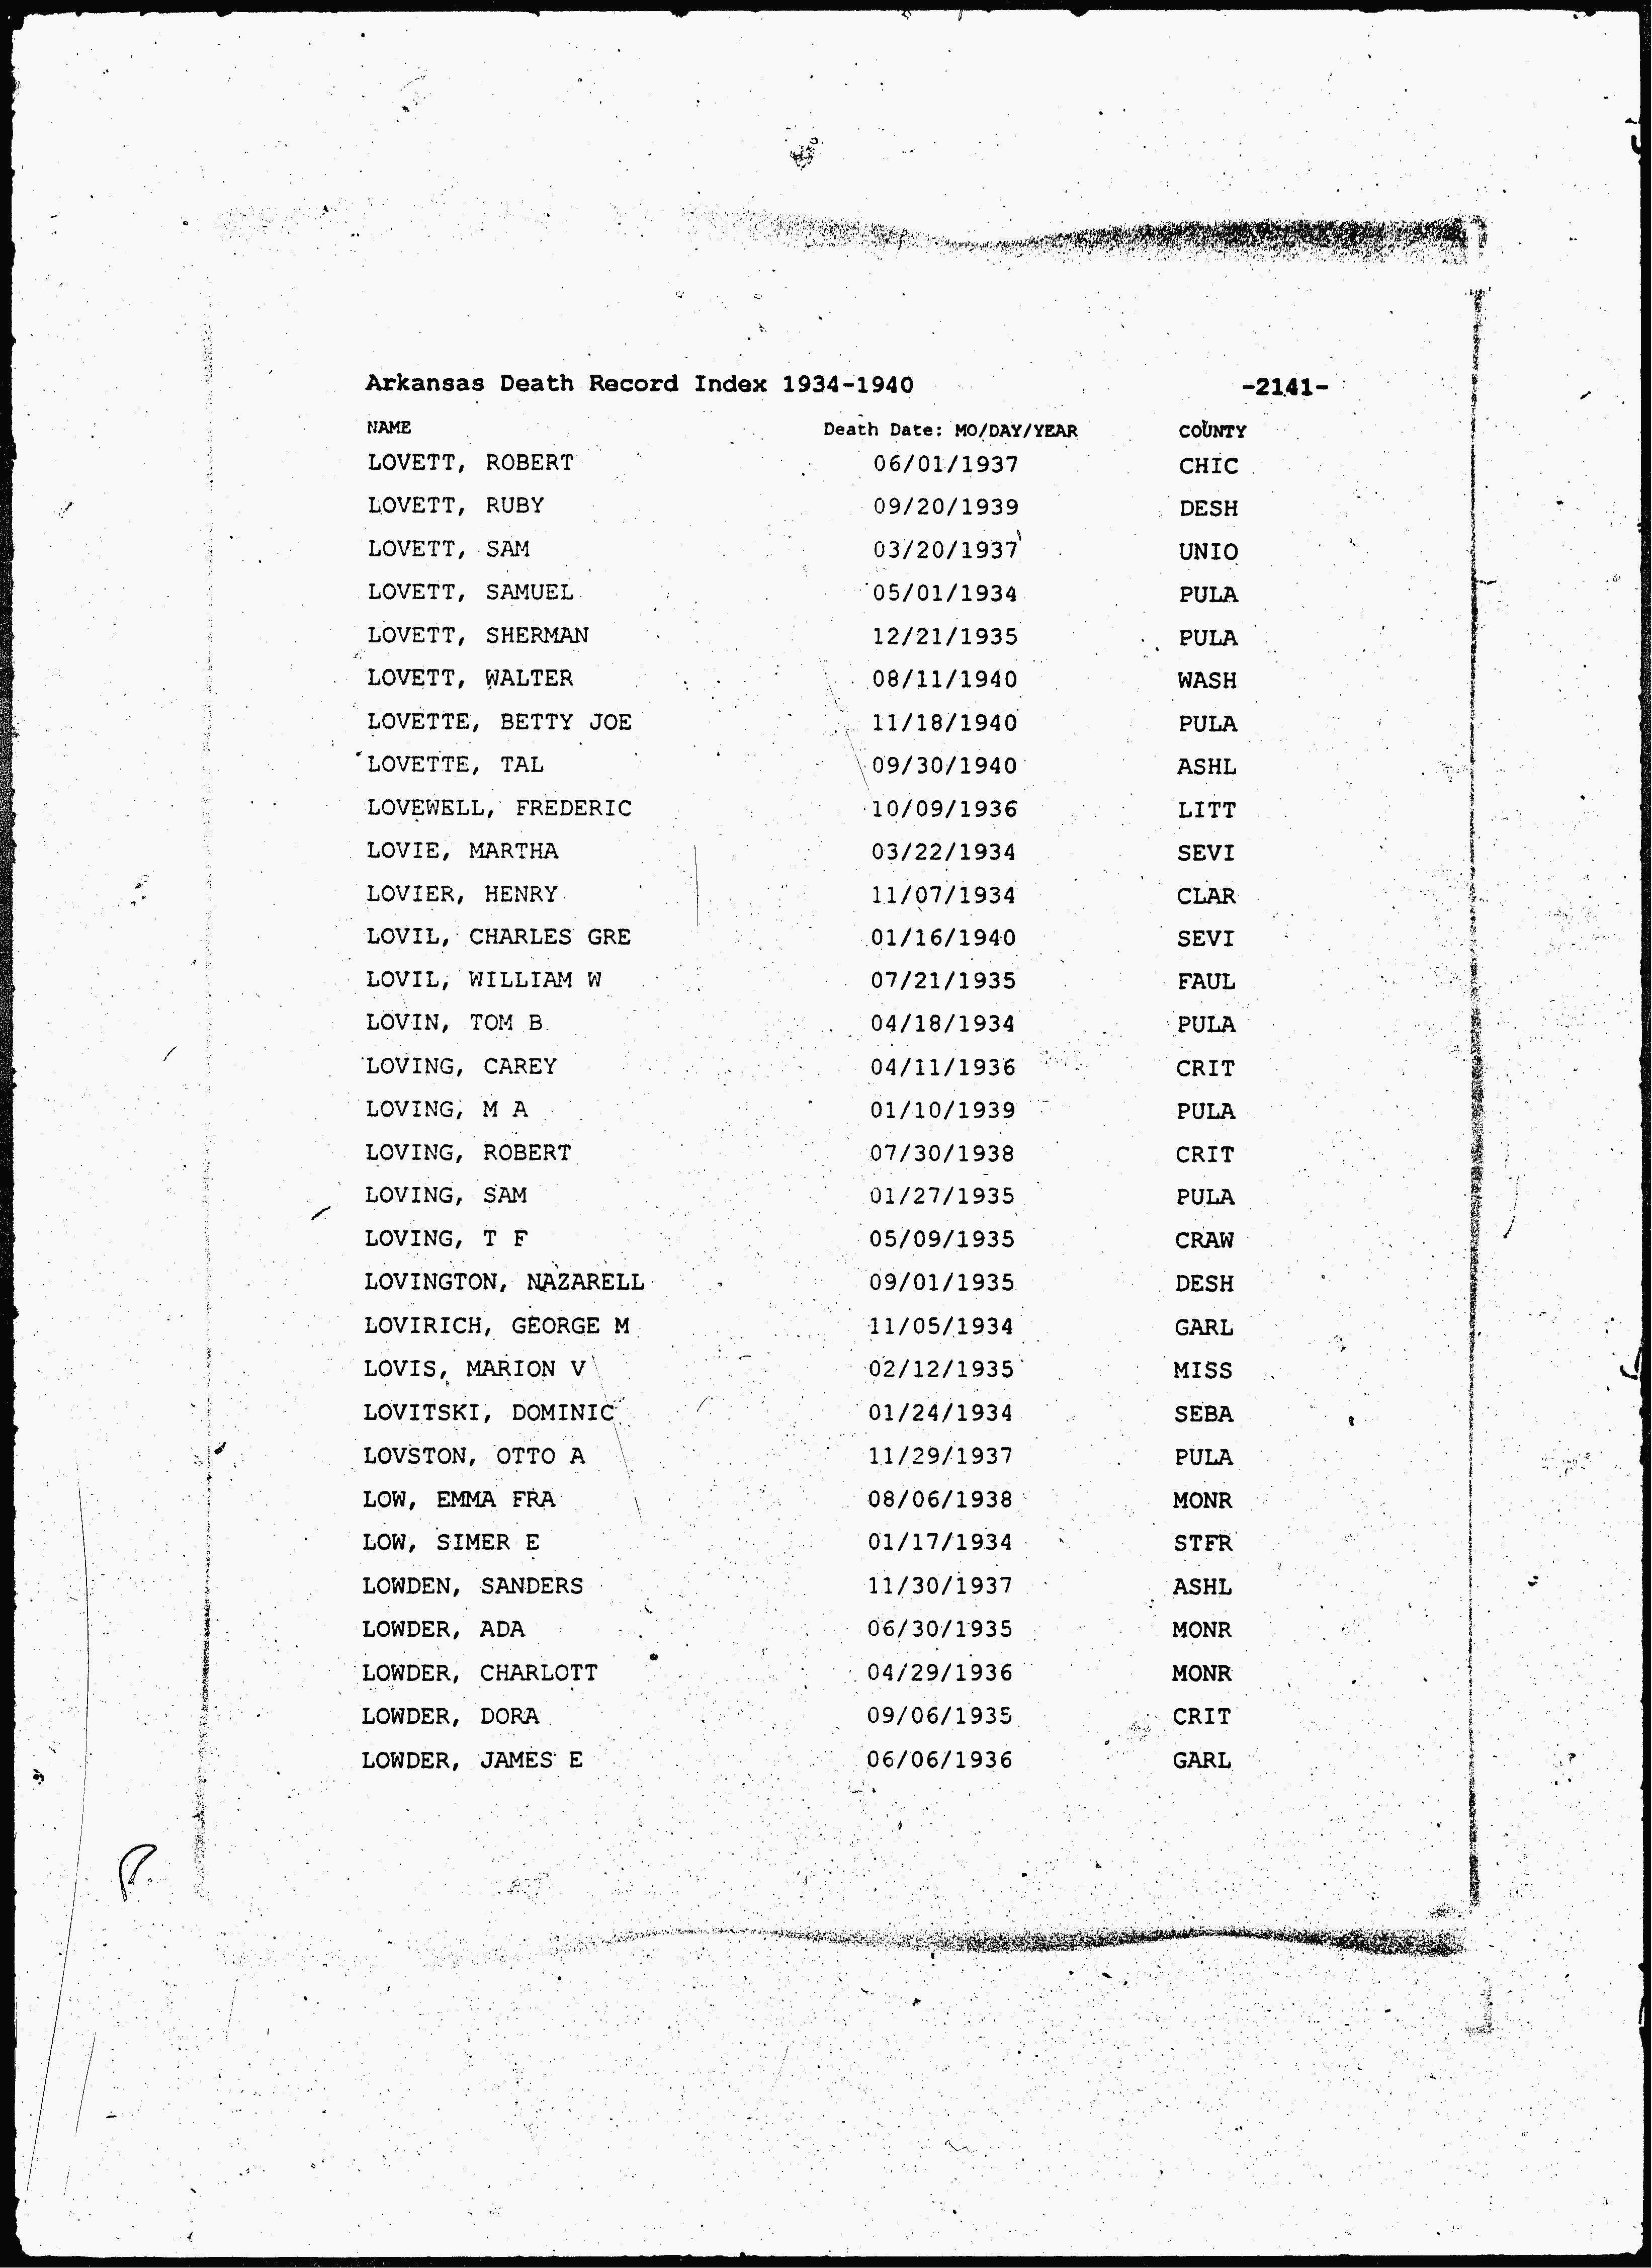 Arkansas Death Record Index 1934-1940 -2141-
NAME Death Date: MO/DAY/YEAR COUNTY
LOVETT, ROBERT 06/01/1937 CHIC
LOVETT, RUBY 09/20/1939 DESH
LOVETT, SAM 03/20/1937 UNIO
LOVETT, SAMUEL 05/01/1934 PULA
LOVETT, SHERMAN 12/21/1935 PULA
LOVETT, WALTER 08/11/1940 WASH
LOVETTE, BETTY JOE 11/18/1940 PULA
LOVETTE, TAL 09/30/1940 ASHL
LOVEWELL, FREDERIC 10/09/1936 LITT
LOVIE, MARTHA 03/22/1934 SEVI
LOVIER, HENRY 11/07/1934 CLAR
LOVIL, CHARLES GRE 01/16/1940 SEVI
LOVIL, WILLIAM W 07/21/1935 FAUL
LOVIN, TOM B 04/18/1934 PULA
LOVING, CAREY 04/11/1936 CRIT
LOVING, M A 01/10/1939 PULA
LOVING, ROBERT 07/30/1938 CRIT
LOVING, SAM 01/27/1935 PULA
LOVING, T F 05/09/1935 CRAW
LOVINGTON, NAZARELL 09/01/1935 DESH
LOVIRICH, GEORGE M 11/05/1934 GARL
LOVIS, MARION V 02/12/1935 MISS
LOVITSKI, DOMINIC 01/24/1934 SEBA
LOVSTON, OTTO A 11/29/1937 PULA
LOW, EMMA FRA 08/06/1938 MONR
LOW, SIMER E 01/17/1934 STFR
LOWDEN, SANDERS 11/30/1937 ASHL
LOWDER, ADA 06/30/1935 MONR
LOWDER, CHARLOTT 04/29/1936 MONR
LOWDER, DORA 09/06/1935 CRIT
LOWDER, JAMES E 06/06/1936 GARL